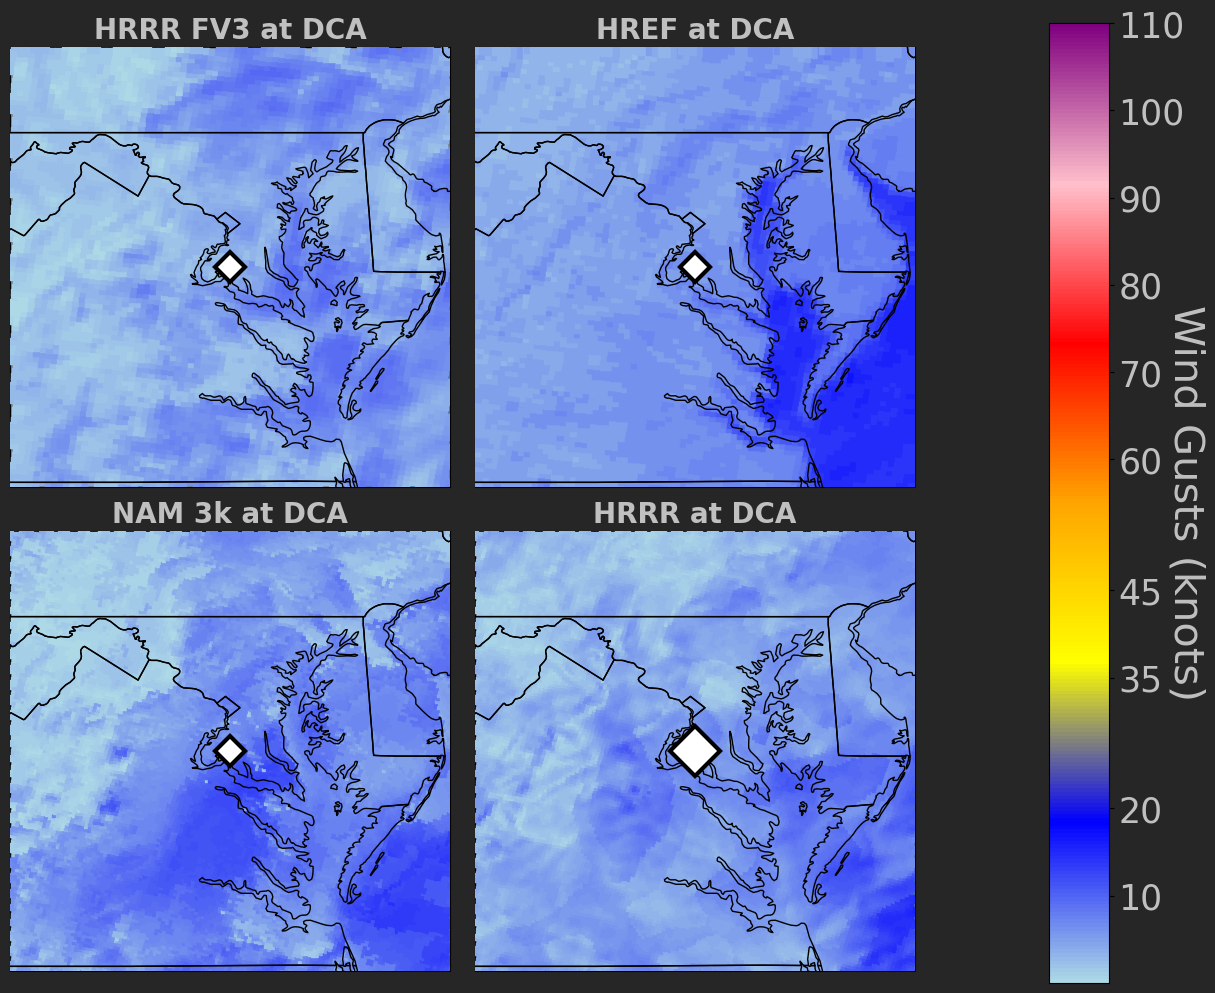 HRRR FV3 at DCA
HREF at DCA
NAM 3k at DCA
HRRR at DCA
110
100
90
80
70
60
45
35
20
10
Wind Gusts (knots)